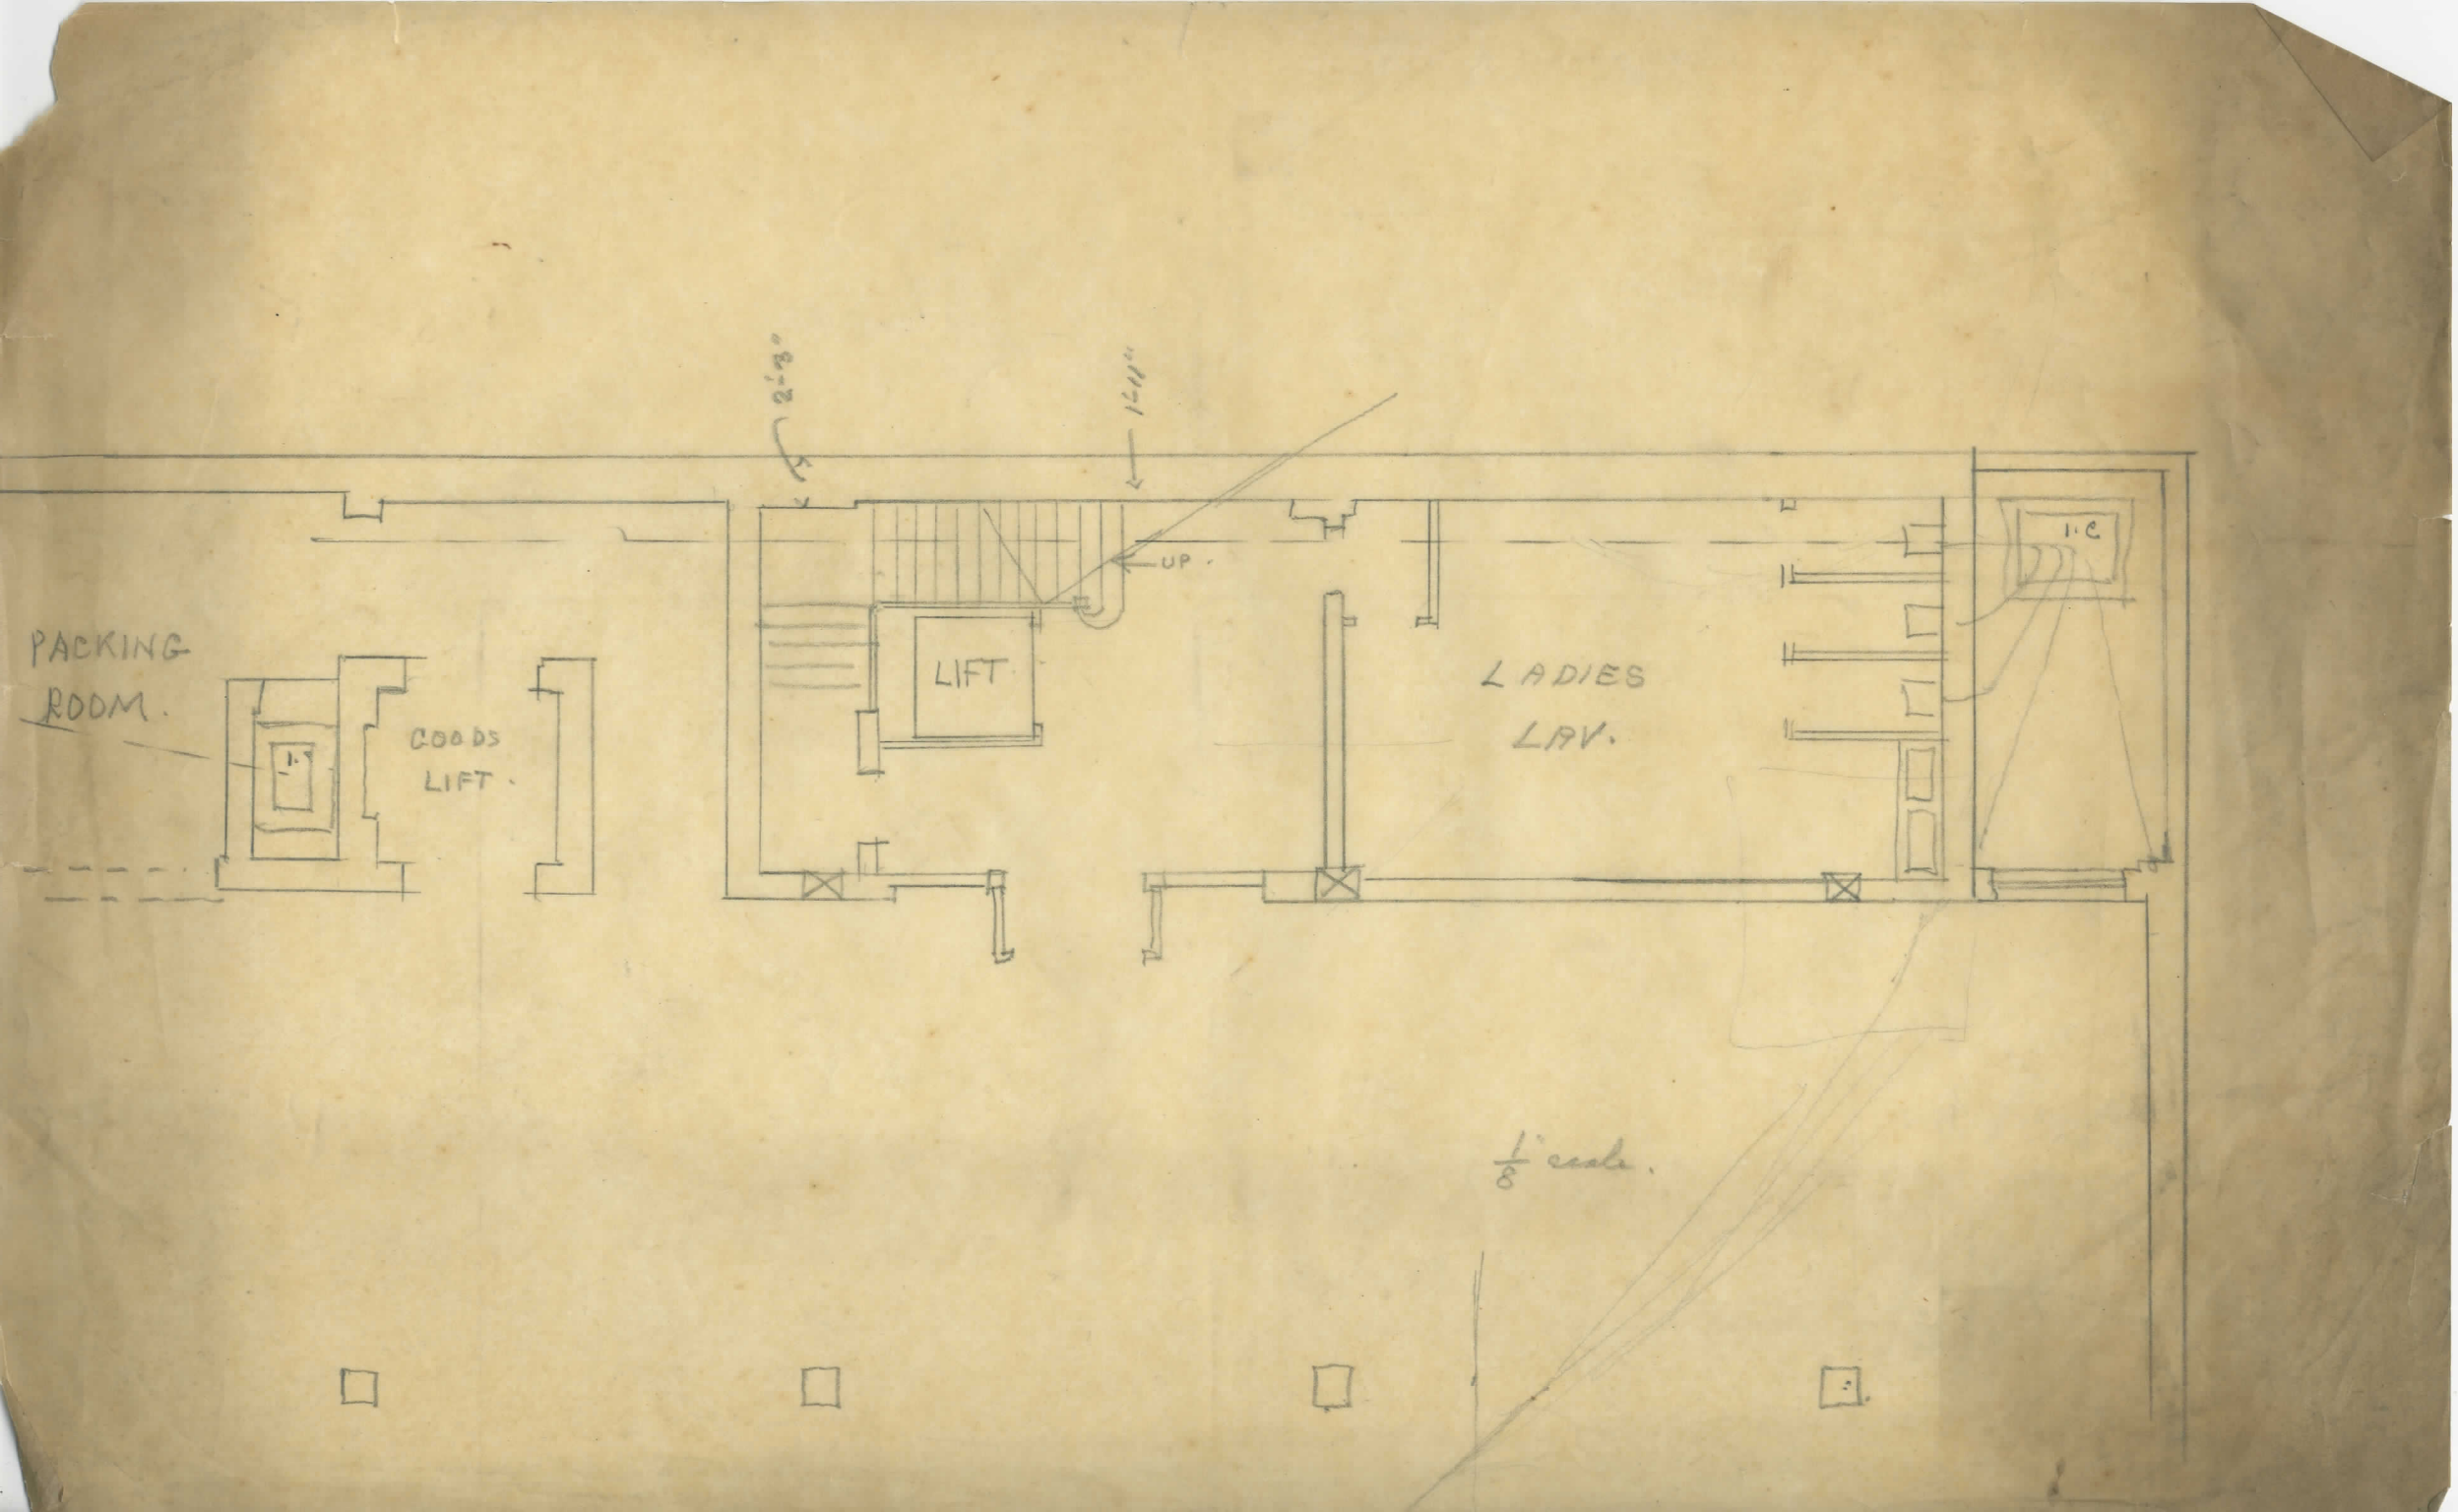 2'-3"
1'-11"
UP.
I.C
PACKING
ROOM.
LIFT
LADIES
LAV.
GOODS
LIFT.
1/8" scale.